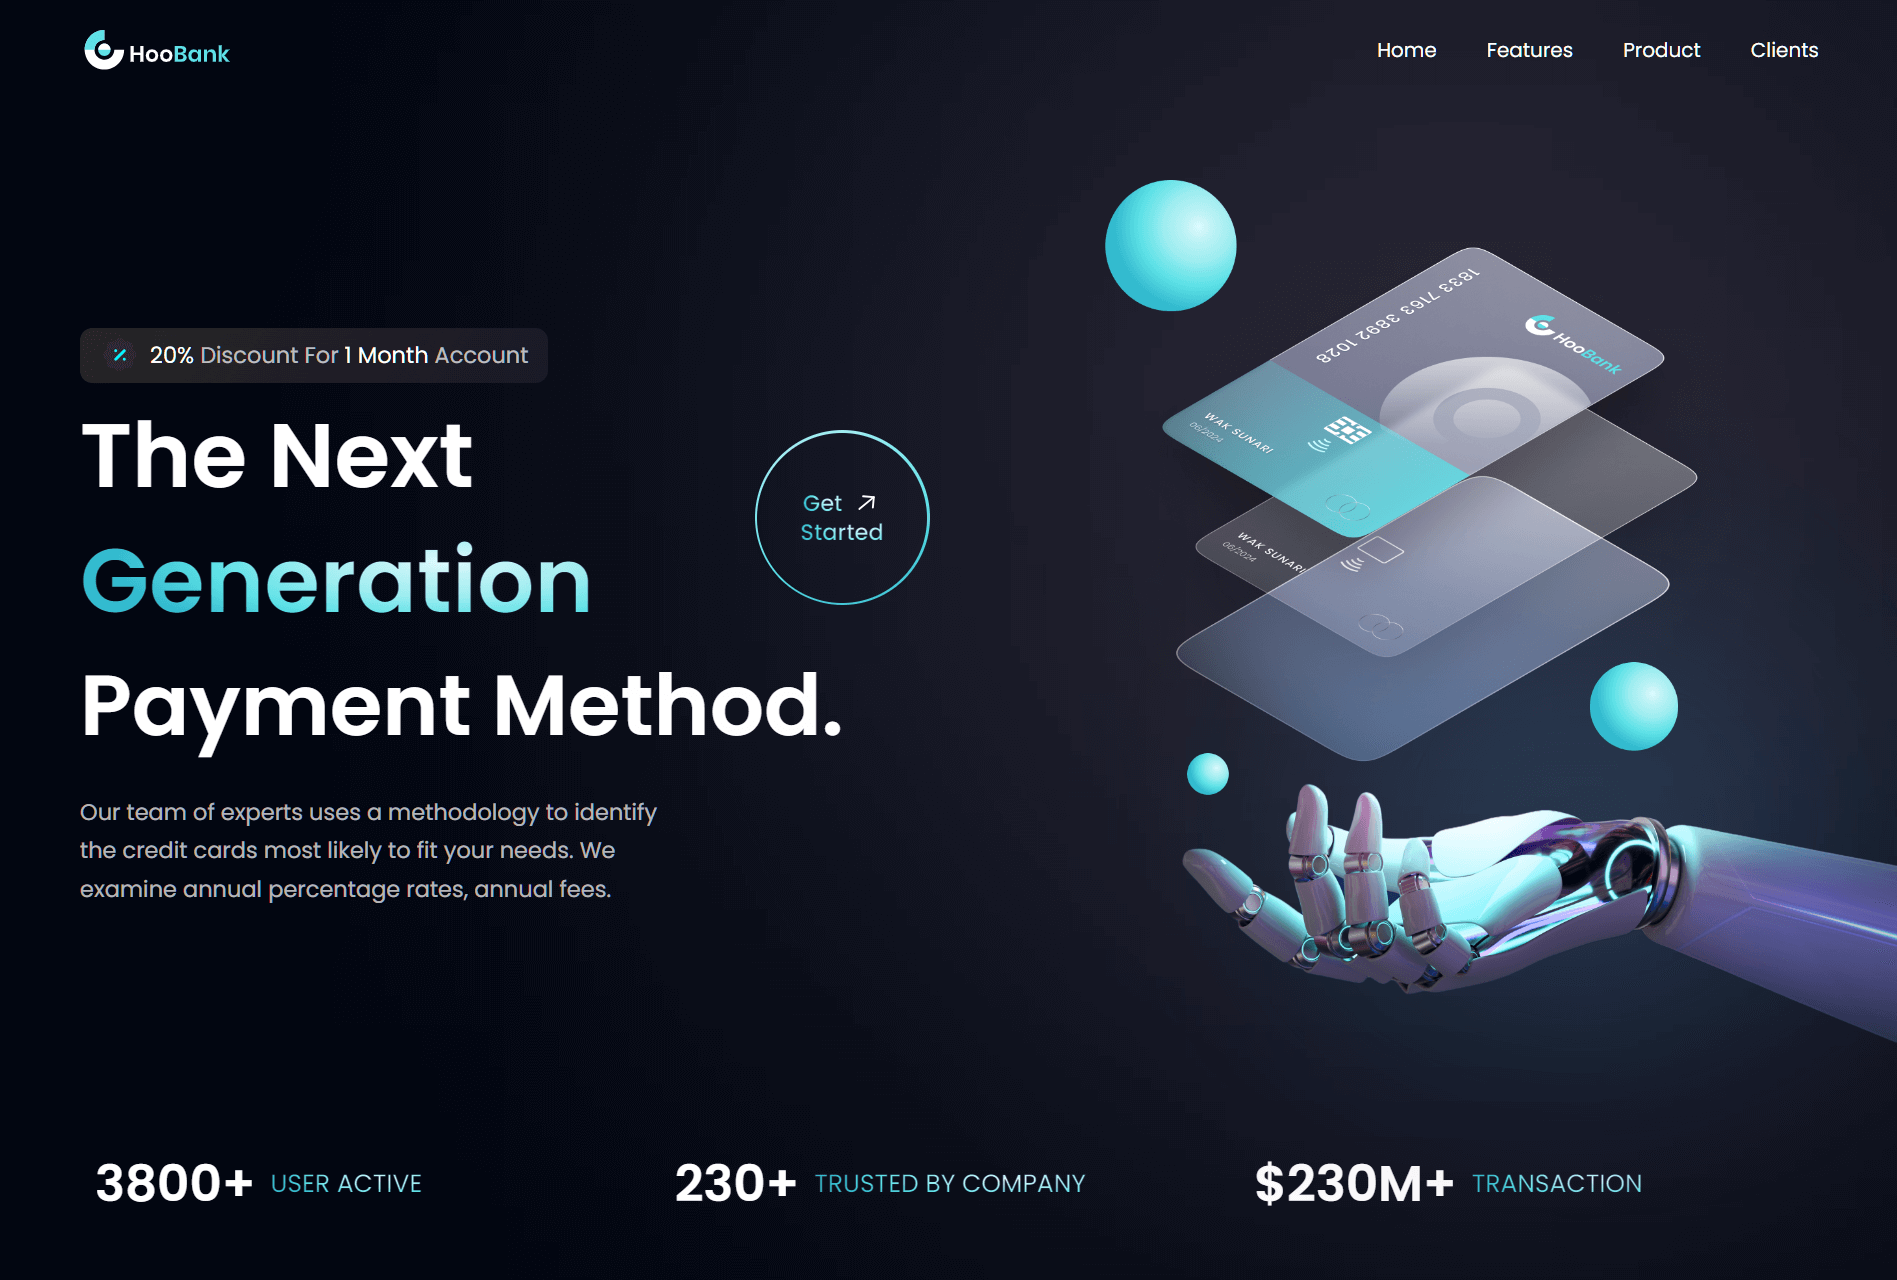 HooBank
Home Features Product Clients
20% Discount For 1 Month Account
The Next
Generation
Payment Method.
Get
Started
Our team of experts uses a methodology to identify
the credit cards most likely to fit your needs. We
examine annual percentage rates, annual fees.
1833 7163 3892 1028
HooBank
WAK SUNARI
06/2024
WAK SUNARI
06/2024
3800+ USER ACTIVE
230+ TRUSTED BY COMPANY
$230M+ TRANSACTION